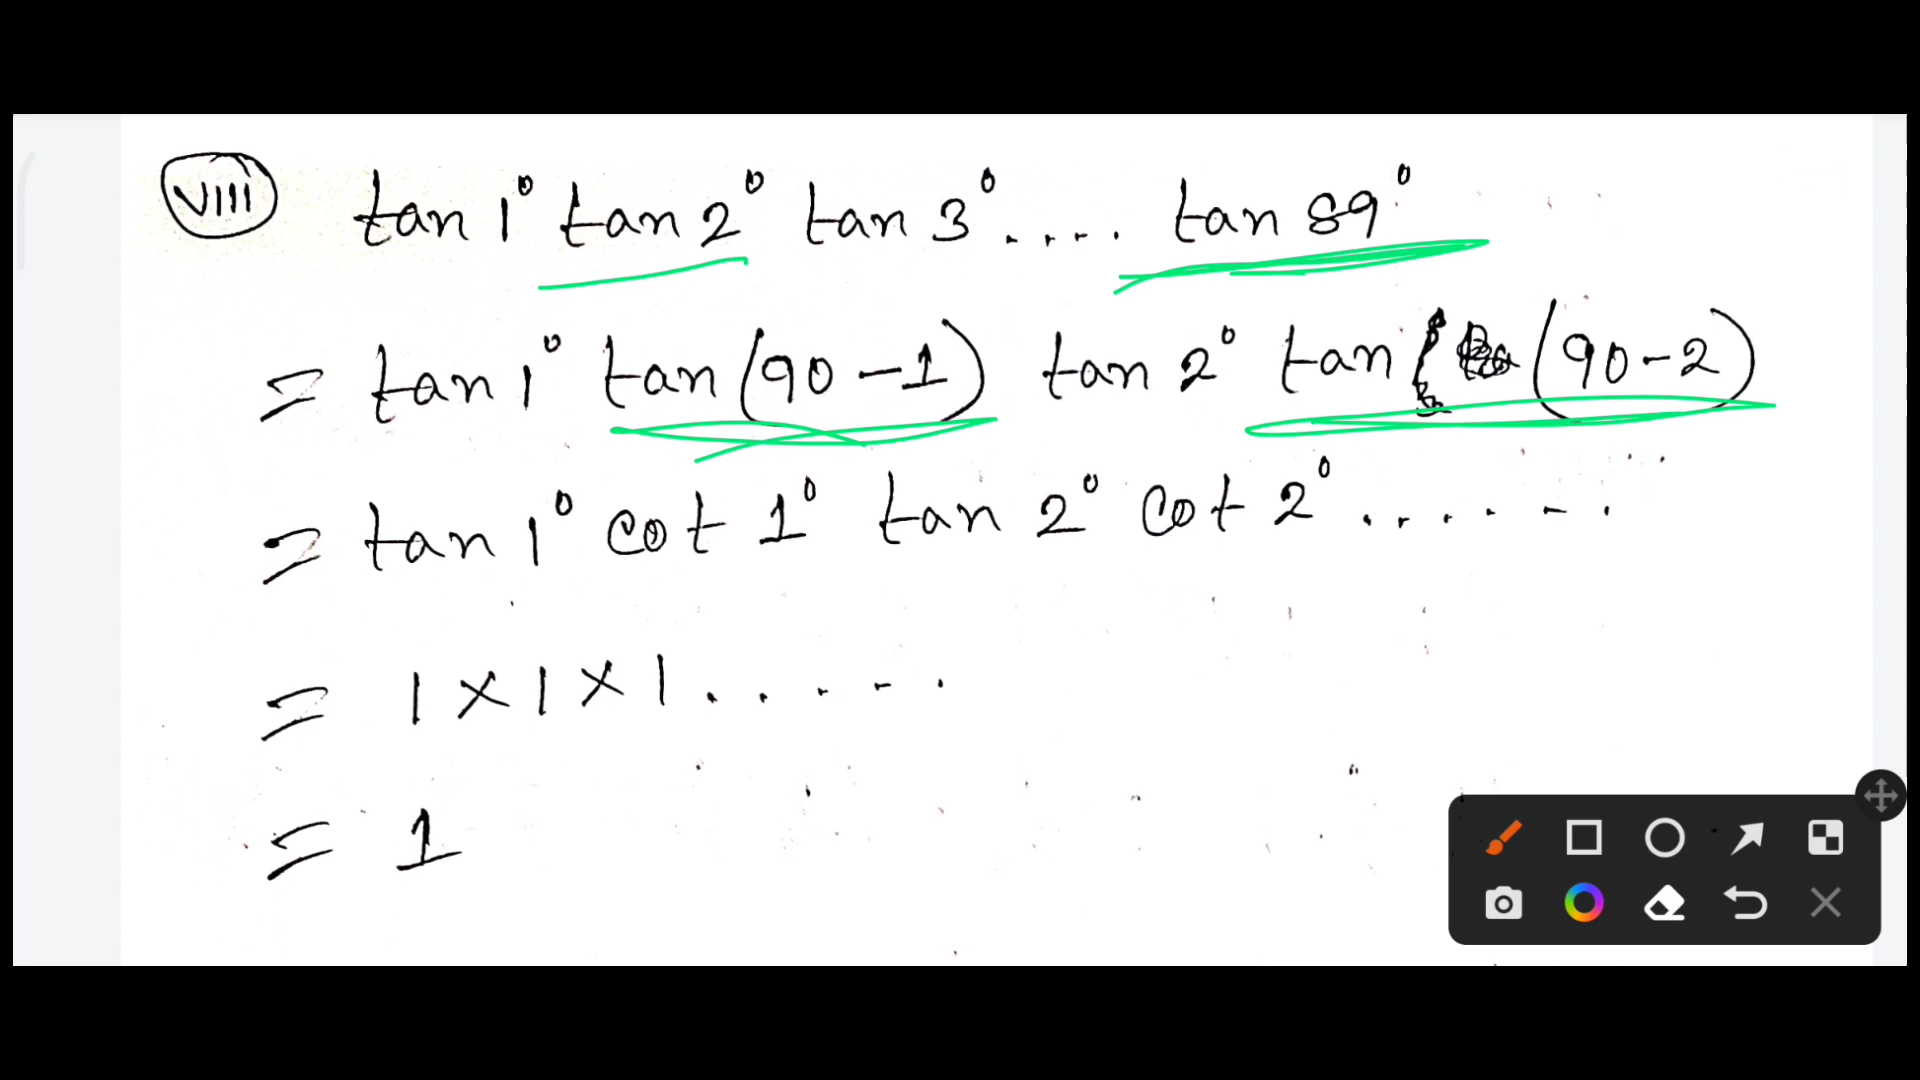 VIII tan 1° tan 2° tan 3° .... tan 89°
= tan 1° tan (90 - 1) tan 2° tan (90 - 2)
= tan 1° cot 1° tan 2° cot 2° ......
= 1 × 1 × 1 .....
= 1